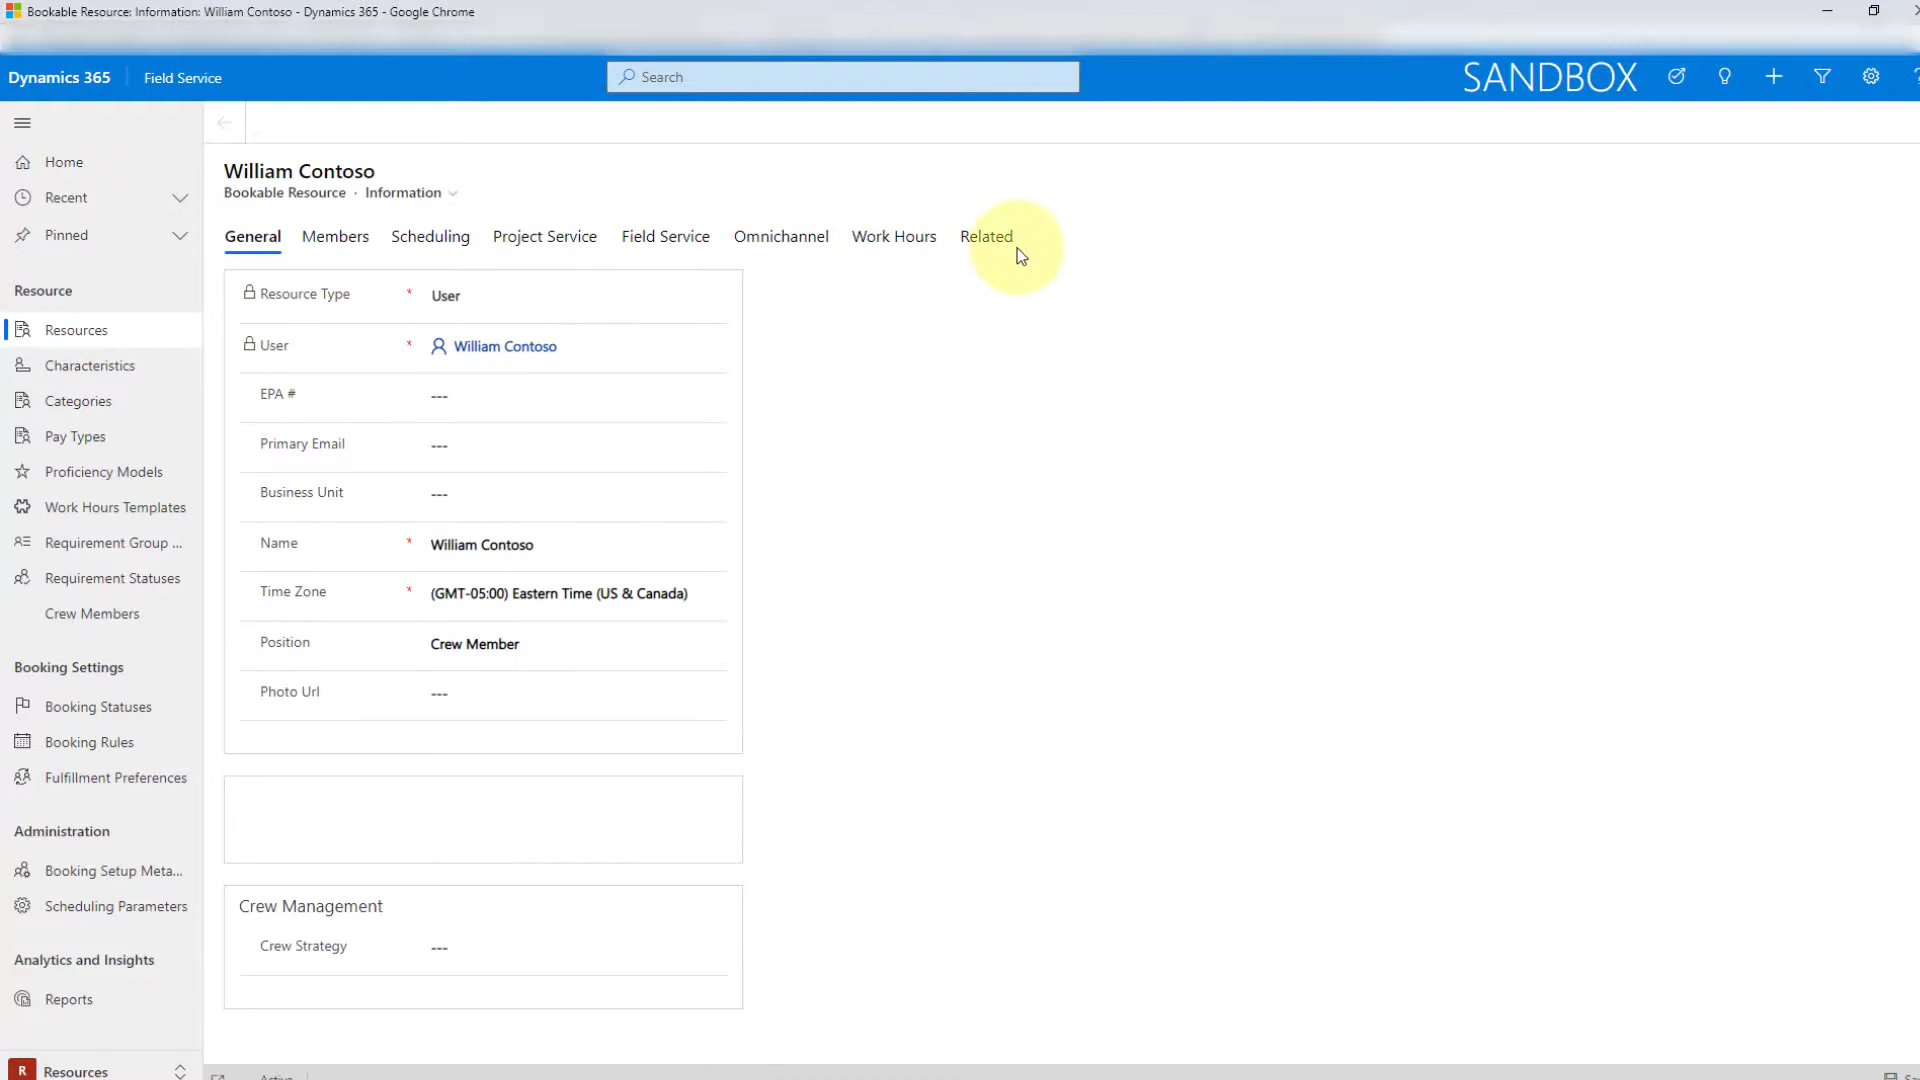 Bookable Resource: Information: William Contoso - Dynamics 365 - Google Chrome
Dynamics 365
Field Service
Search
SANDBOX
Home
Recent
Pinned
Resource
Resources
Characteristics
Categories
Pay Types
Proficiency Models
Work Hours Templates
Requirement Group ...
Requirement Statuses
Crew Members
Booking Settings
Booking Statuses
Booking Rules
Fulfillment Preferences
Administration
Booking Setup Meta...
Scheduling Parameters
Analytics and Insights
Reports
R Resources
William Contoso
Bookable Resource · Information
General Members Scheduling Project Service Field Service Omnichannel Work Hours Related
Resource Type * User
User * William Contoso
EPA # ---
Primary Email ---
Business Unit ---
Name * William Contoso
Time Zone * (GMT-05:00) Eastern Time (US & Canada)
Position Crew Member
Photo Url ---
Crew Management
Crew Strategy ---